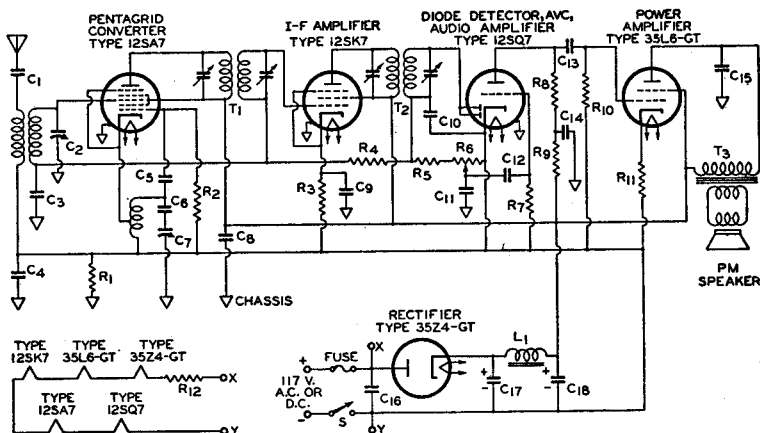 PENTAGRID
CONVERTER
TYPE 12SA7
I-F AMPLIFIER
TYPE 12SK7
DIODE DETECTOR, AVC,
AUDIO AMPLIFIER
TYPE 12SQ7
POWER
AMPLIFIER
TYPE 35L6-GT
C1
T1
T2
C13
R8
R10
C15
C2
C10
C14
T3
C3
C5
R2
R4
R5
R6
C12
R9
R11
C6
R3
C9
C11
R7
C4
R1
C7
C8
CHASSIS
PM
SPEAKER
RECTIFIER
TYPE 35Z4-GT
TYPE
12SK7
TYPE
35L6-GT
TYPE
35Z4-GT
R12
X
TYPE
12SA7
TYPE
12SQ7
Y
+
FUSE
X
L1
117 V.
A.C. OR
D.C.
C16
+
-
C17
+
-
C18
-
S
Y